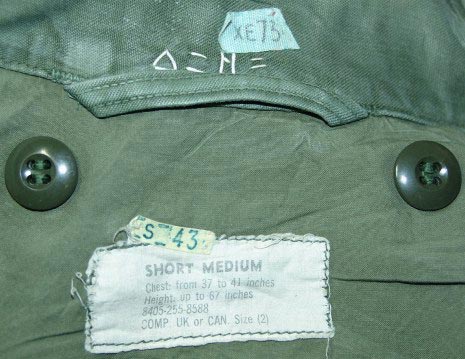 XE73
S 43
SHORT MEDIUM
Chest: from 37 to 41 inches
Height: up to 67 inches
8405-255-8588
COMP. UK or CAN. Size (2)